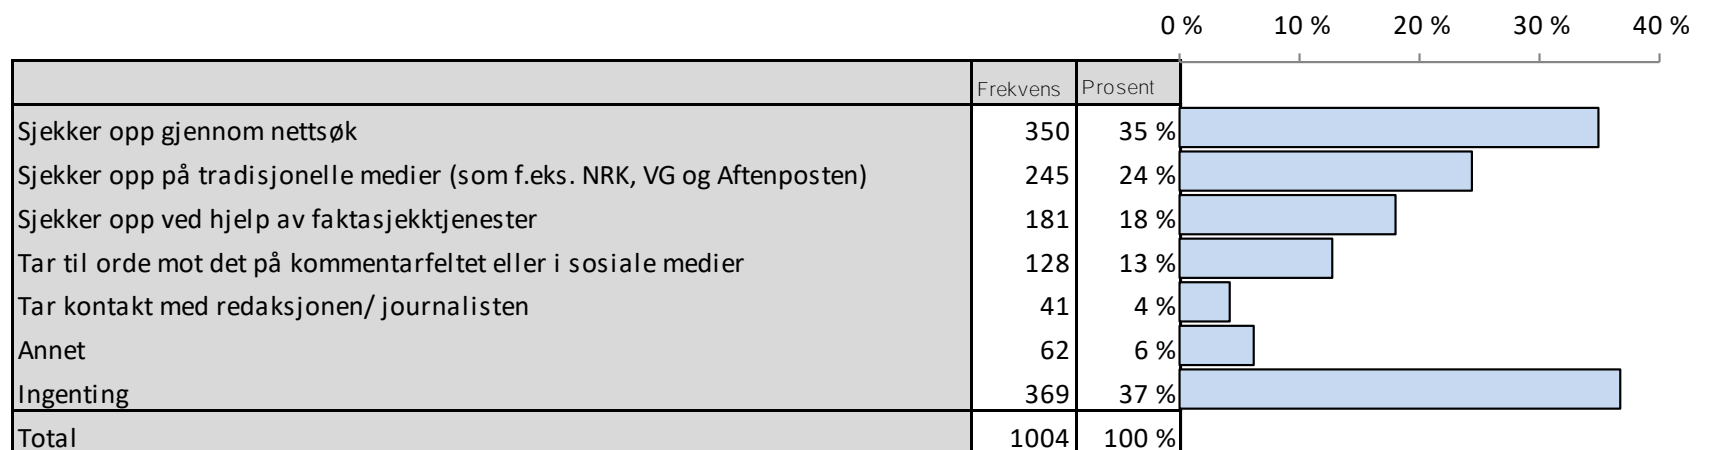 0 % 10 % 20 % 30 % 40 %
Frekvens Prosent
Sjekker opp gjennom nettsøk 350 35 %
Sjekker opp på tradisjonelle medier (som f.eks. NRK, VG og Aftenposten) 245 24 %
Sjekker opp ved hjelp av faktasjekktjenester 181 18 %
Tar til orde mot det på kommentarfeltet eller i sosiale medier 128 13 %
Tar kontakt med redaksjonen/ journalisten 41 4 %
Annet 62 6 %
Ingenting 369 37 %
Total 1004 100 %